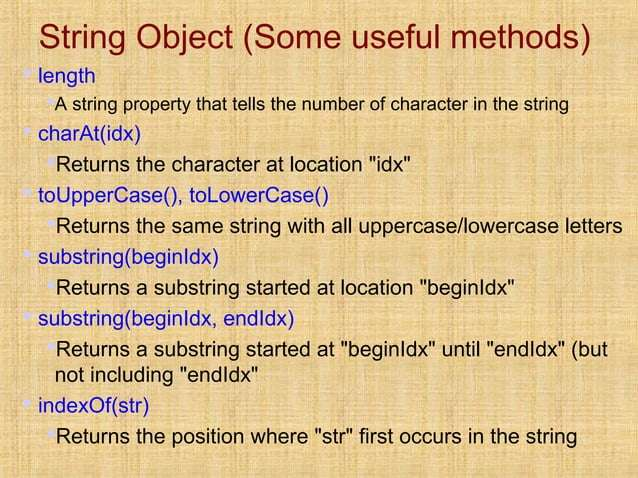 String Object (Some useful methods)
length
A string property that tells the number of character in the string
charAt(idx)
Returns the character at location "idx"
toUpperCase(), toLowerCase()
Returns the same string with all uppercase/lowercase letters
substring(beginIdx)
Returns a substring started at location "beginIdx"
substring(beginIdx, endIdx)
Returns a substring started at "beginIdx" until "endIdx" (but
not including "endIdx"
indexOf(str)
Returns the position where "str" first occurs in the string